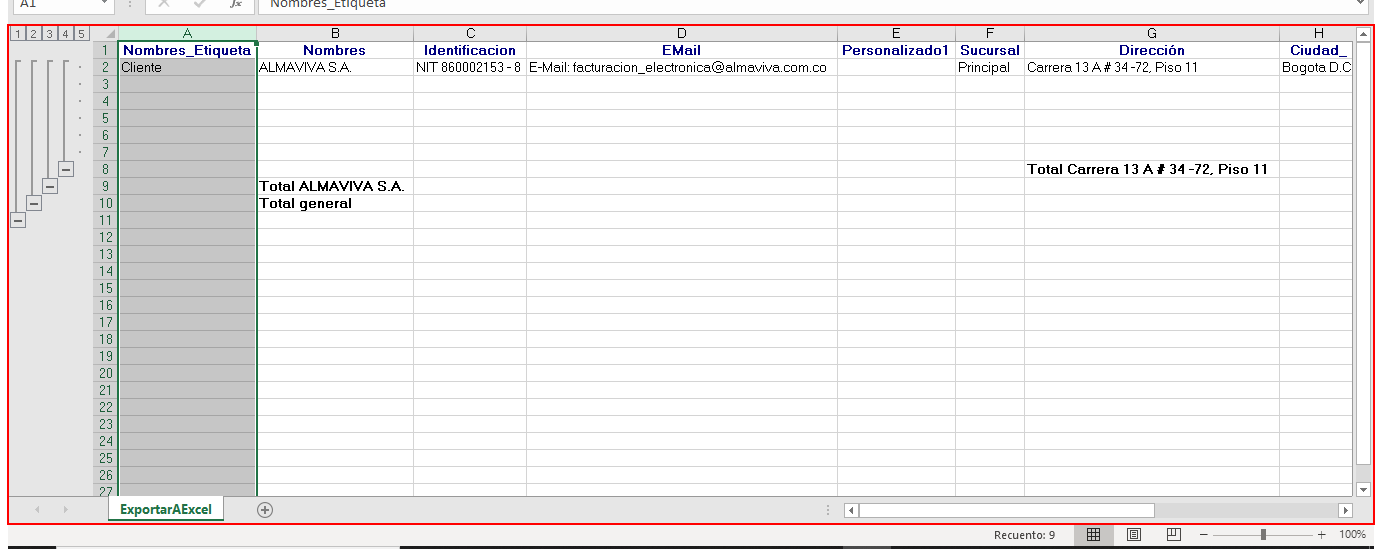 A1 fx Nombres_Etiqueta
1 2 3 4 5 A B C D E F G H
1 Nombres_Etiqueta Nombres Identificacion EMail Personalizado1 Sucursal Dirección Ciudad_
2 Cliente ALMAVIVA S.A. NIT 860002153 - 8 E-Mail: facturacion_electronica@almaviva.com.co Principal Carrera 13 A # 34 -72, Piso 11 Bogota D.C
3
4
5
6
7
8 Total Carrera 13 A # 34 -72, Piso 11
9 Total ALMAVIVA S.A.
10 Total general
11
12
13
14
15
16
17
18
19
20
21
22
23
24
25
26
27
ExportarAExcel
Recuento: 9 100%